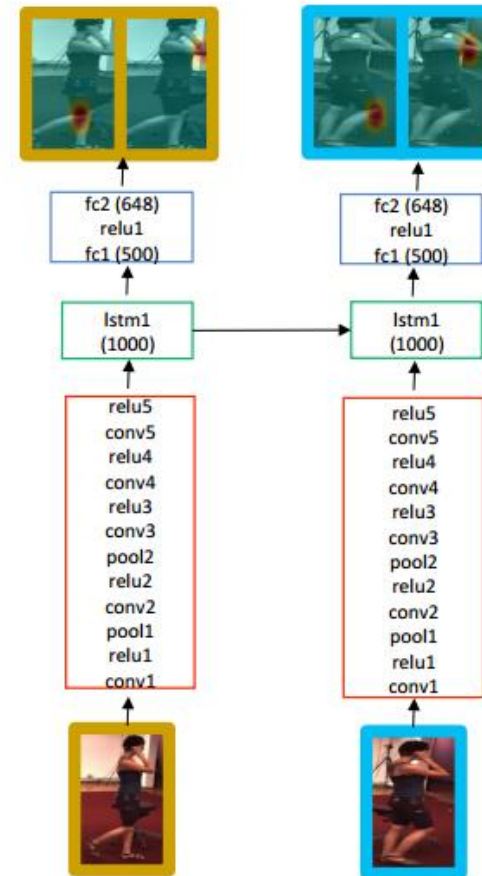 fc2 (648)
relu1
fc1 (500)
fc2 (648)
relu1
fc1 (500)
lstm1
(1000)
lstm1
(1000)
relu5
conv5
relu4
conv4
relu3
conv3
pool2
relu2
conv2
pool1
relu1
conv1
relu5
conv5
relu4
conv4
relu3
conv3
pool2
relu2
conv2
pool1
relu1
conv1